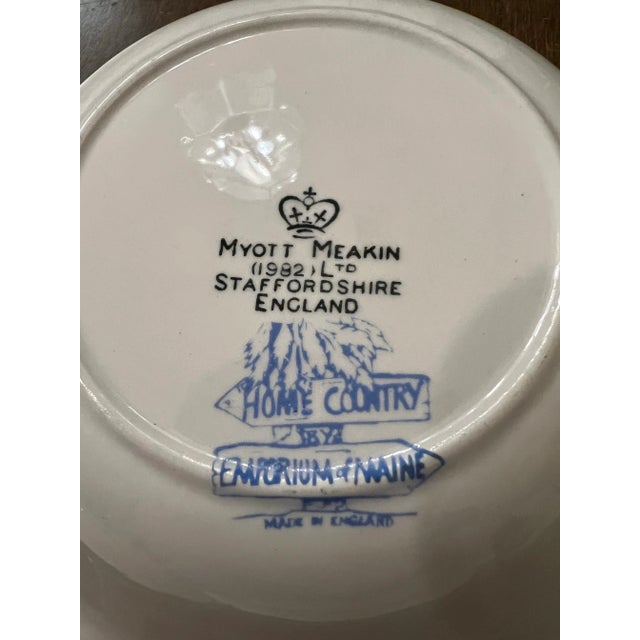 MYOTT MEAKIN
(1982) LTD
STAFFORDSHIRE
ENGLAND
HOME COUNTRY
BY
EMPORIUM of MAINE
MADE IN ENGLAND